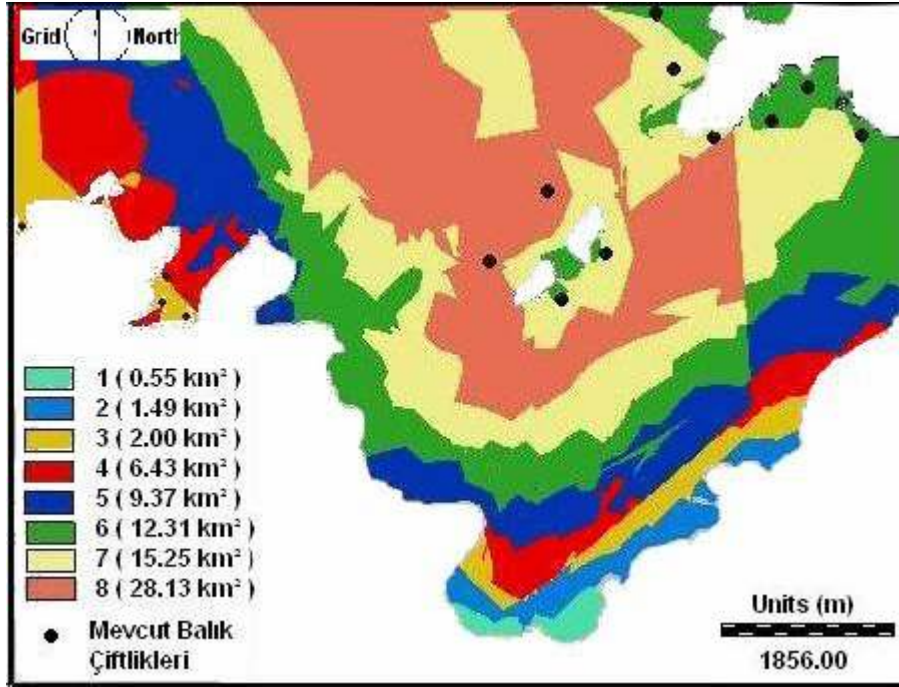 Grid North
1 ( 0.55 km² )
2 ( 1.49 km² )
3 ( 2.00 km² )
4 ( 6.43 km² )
5 ( 9.37 km² )
6 ( 12.31 km² )
7 ( 15.25 km² )
8 ( 28.13 km² )
Mevcut Balık
Çiftlikleri
Units (m)
1856.00